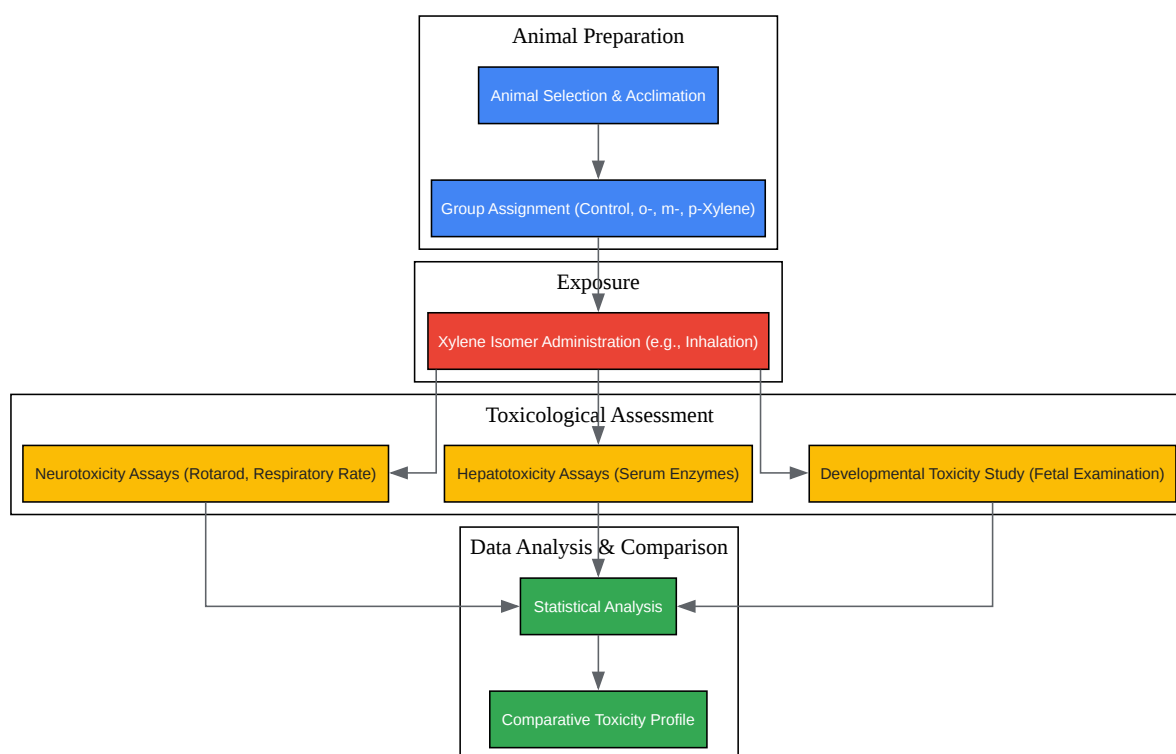 Animal Preparation
Animal Selection & Acclimation
Group Assignment (Control, o-, m-, p-Xylene)
Exposure
Xylene Isomer Administration (e.g., Inhalation)
Toxicological Assessment
Neurotoxicity Assays (Rotarod, Respiratory Rate)
Hepatotoxicity Assays (Serum Enzymes)
Developmental Toxicity Study (Fetal Examination)
Data Analysis & Comparison
Statistical Analysis
Comparative Toxicity Profile